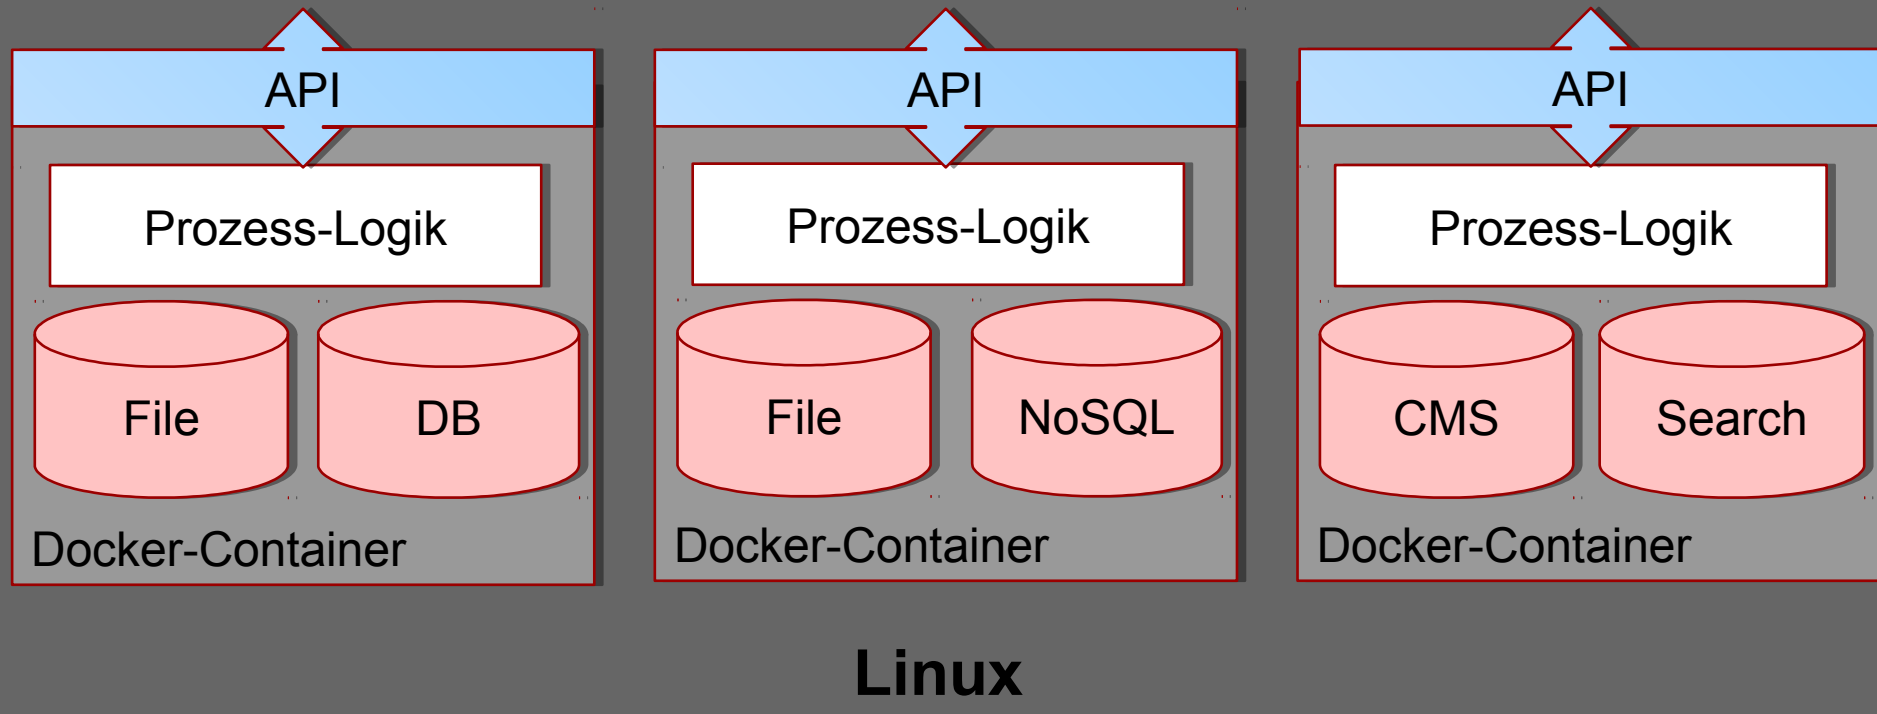 API
API
API
Prozess-Logik
Prozess-Logik
Prozess-Logik
File
DB
File
NoSQL
CMS
Search
Docker-Container
Docker-Container
Docker-Container
Linux